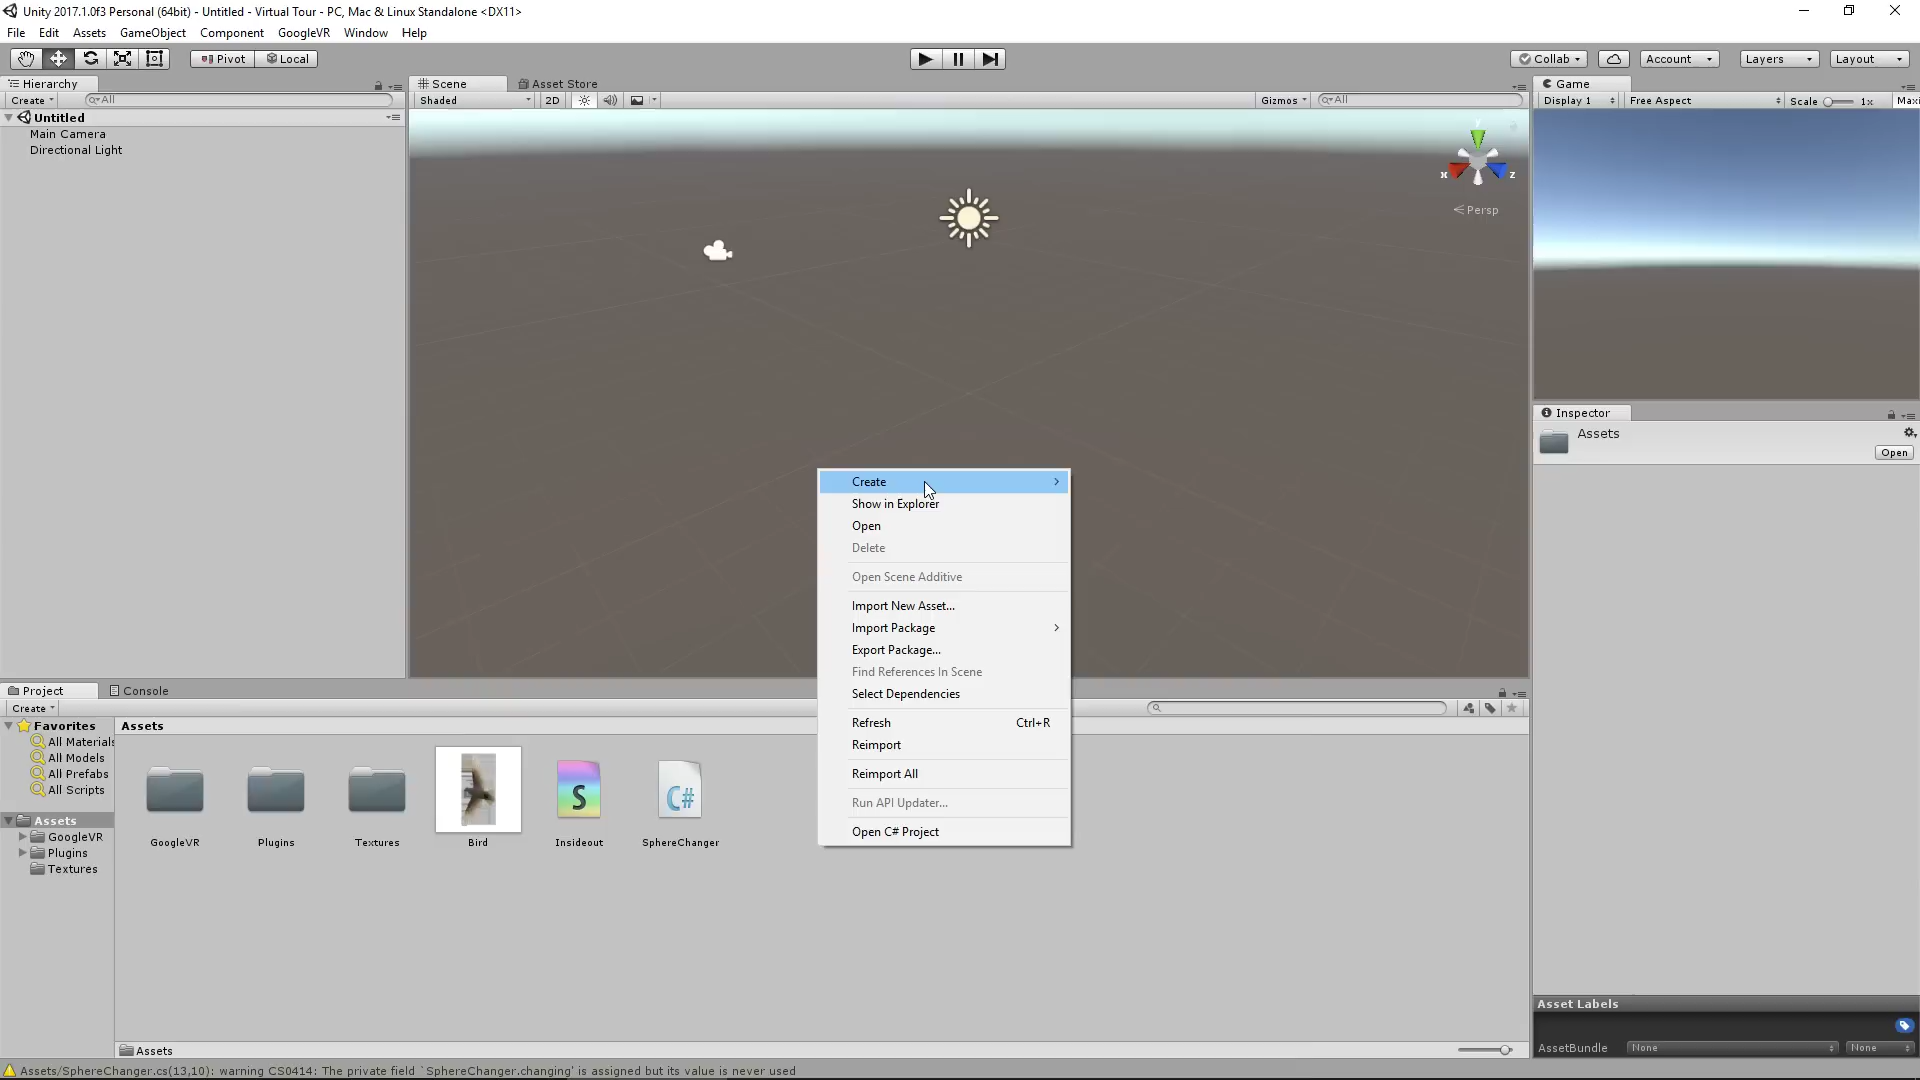 Unity 2017.1.0f3 Personal (64bit) - Untitled - Virtual Tour - PC, Mac & Linux Standalone <DX11>
File Edit Assets GameObject Component GoogleVR Window Help
Pivot Local Collab Account Layers Layout
Hierarchy
Create All
Untitled
Main Camera
Directional Light
Scene Asset Store
Shaded 2D Gizmos All
y
x z
Persp
Game
Display 1 Free Aspect Scale 1x Maxi
Inspector
Assets
Open
Create
Show in Explorer
Open
Delete
Open Scene Additive
Import New Asset...
Import Package
Export Package...
Find References In Scene
Select Dependencies
Refresh Ctrl+R
Reimport
Reimport All
Run API Updater...
Open C# Project
Project Console
Create
Favorites
All Materials
All Models
All Prefabs
All Scripts
Assets
GoogleVR
Plugins
Textures
Assets
S C#
GoogleVR Plugins Textures Bird Insideout SphereChanger
Assets
Asset Labels
AssetBundle None None
Assets/SphereChanger.cs(13,10): warning CS0414: The private field `SphereChanger.changing' is assigned but its value is never used